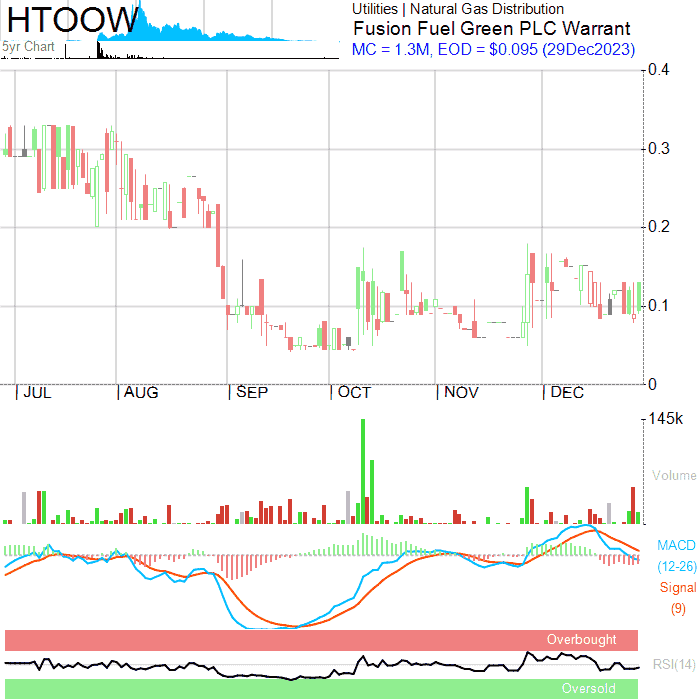 HTOOW
5yr Chart
Utilities | Natural Gas Distribution
Fusion Fuel Green PLC Warrant
MC = 1.3M, EOD = $0.095 (29Dec2023)
0.4
0.3
0.2
0.1
0
JUL AUG SEP OCT NOV DEC
145k
Volume
MACD
(12-26)
Signal
(9)
Overbought
RSI(14)
Oversold